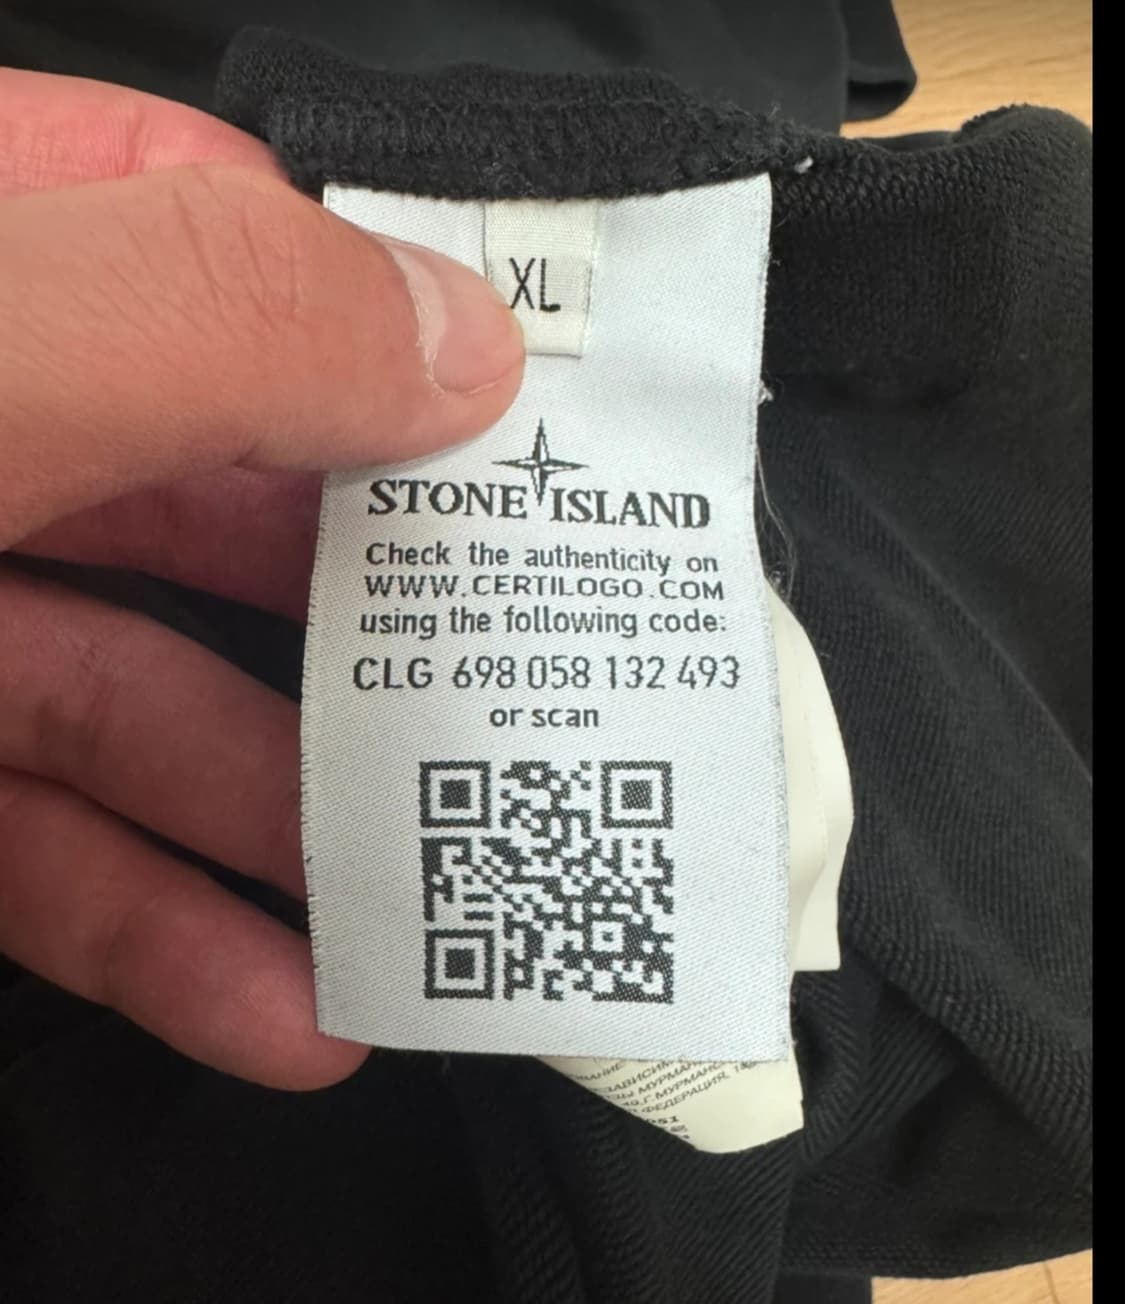 XL
STONE ISLAND
Check the authenticity on
WWW.CERTILOGO.COM
using the following code:
CLG 698 058 132 493
or scan
ФЕДЕРАЦИЯ,